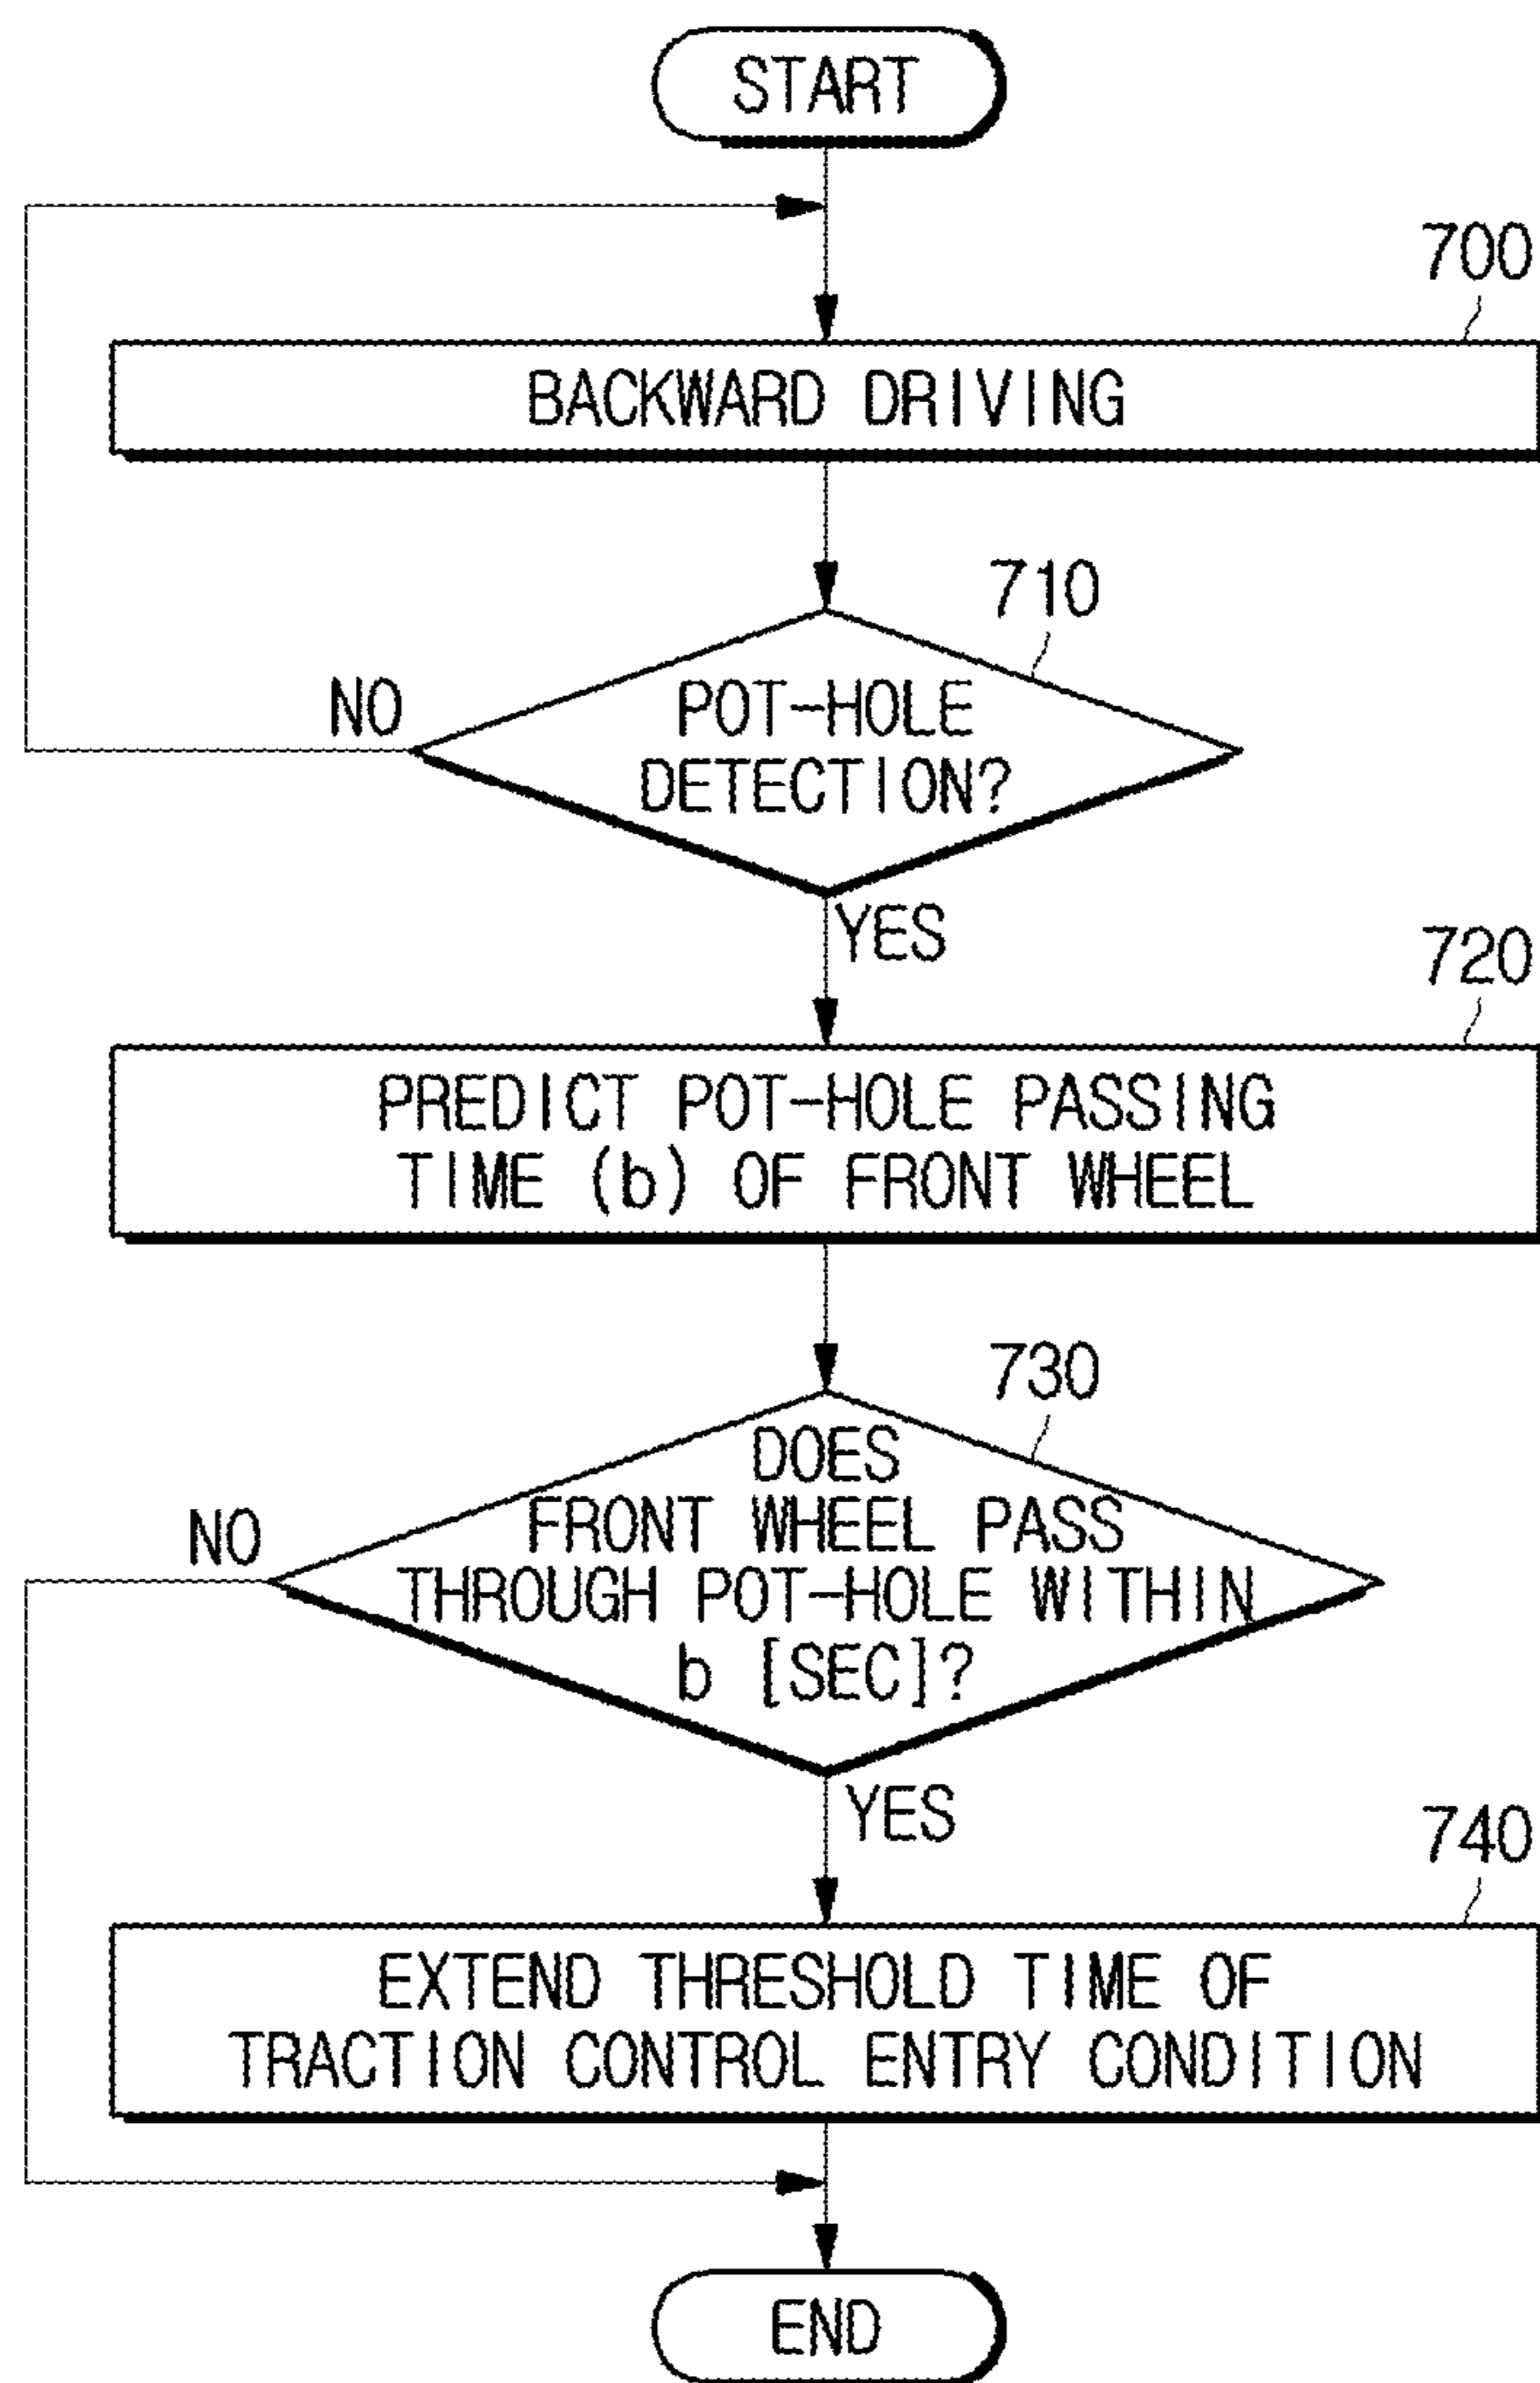 START
700
BACKWARD DRIVING
710
NO
POT-HOLE
DETECTION?
YES
720
PREDICT POT-HOLE PASSING
TIME (b) OF FRONT WHEEL
730
DOES
NO
FRONT WHEEL PASS
THROUGH POT-HOLE WITHIN
b [SEC]?
YES
740
EXTEND THRESHOLD TIME OF
TRACTION CONTROL ENTRY CONDITION
END